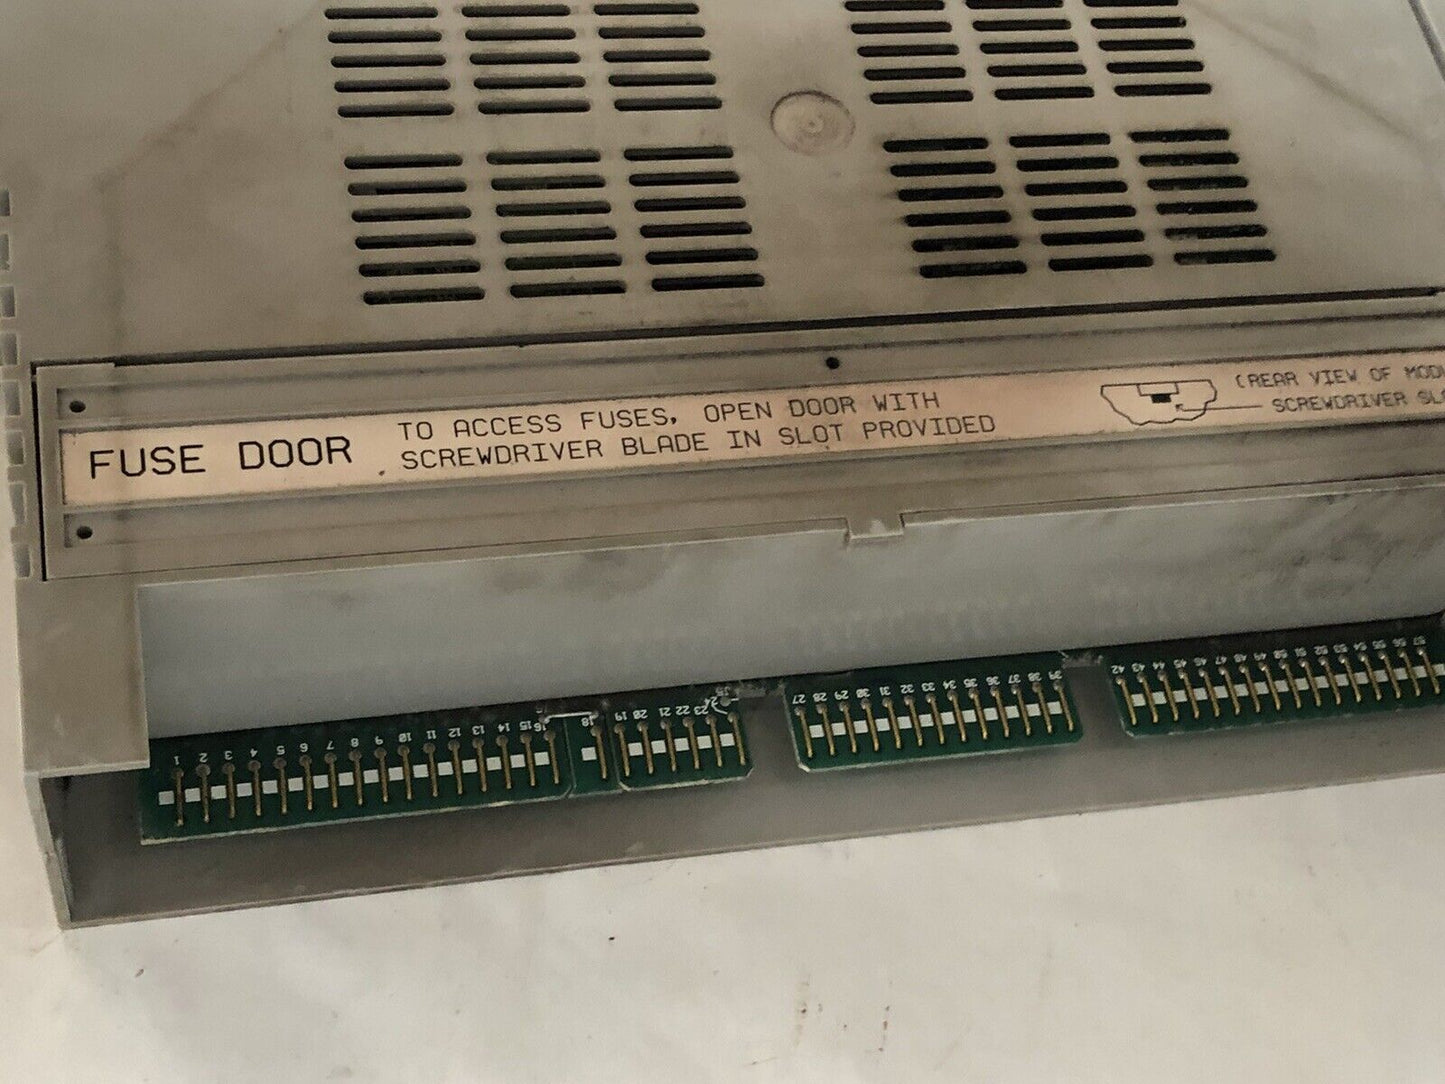 FUSE DOOR
TO ACCESS FUSES, OPEN DOOR WITH
SCREWDRIVER BLADE IN SLOT PROVIDED
(REAR VIEW OF
SCREWDRIVER
1 2 3 4 5 6 7 8 9 10 11 12 13 14 15 16 18 19 20 21 22 23 24
27 28 29 30 31 32 33 34 35 36 37 38 39
42 43 44 45 46 47 48 49 50 51 52 53 54 55 56 57